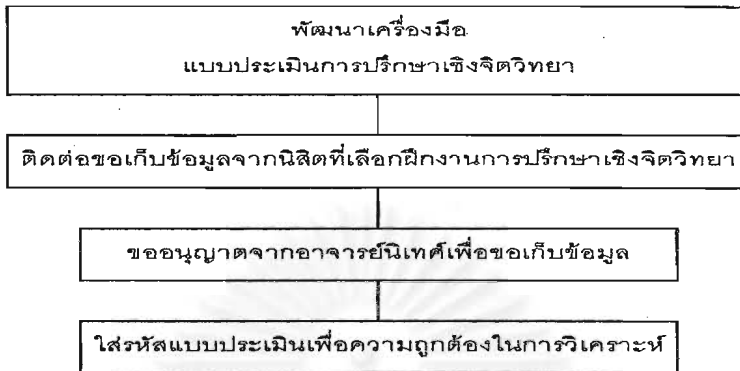 พัฒนาเครื่องมือ
แบบประเมินการปรึกษาเชิงจิตวิทยา
ติดต่อขอเก็บข้อมูลจากนิสิตที่เลือกฝึกงานการปรึกษาเชิงจิตวิทยา
ขออนุญาตจากอาจารย์นิเทศเพื่อขอเก็บข้อมูล
ใส่รหัสแบบประเมินเพื่อความถูกต้องในการวิเคราะห์